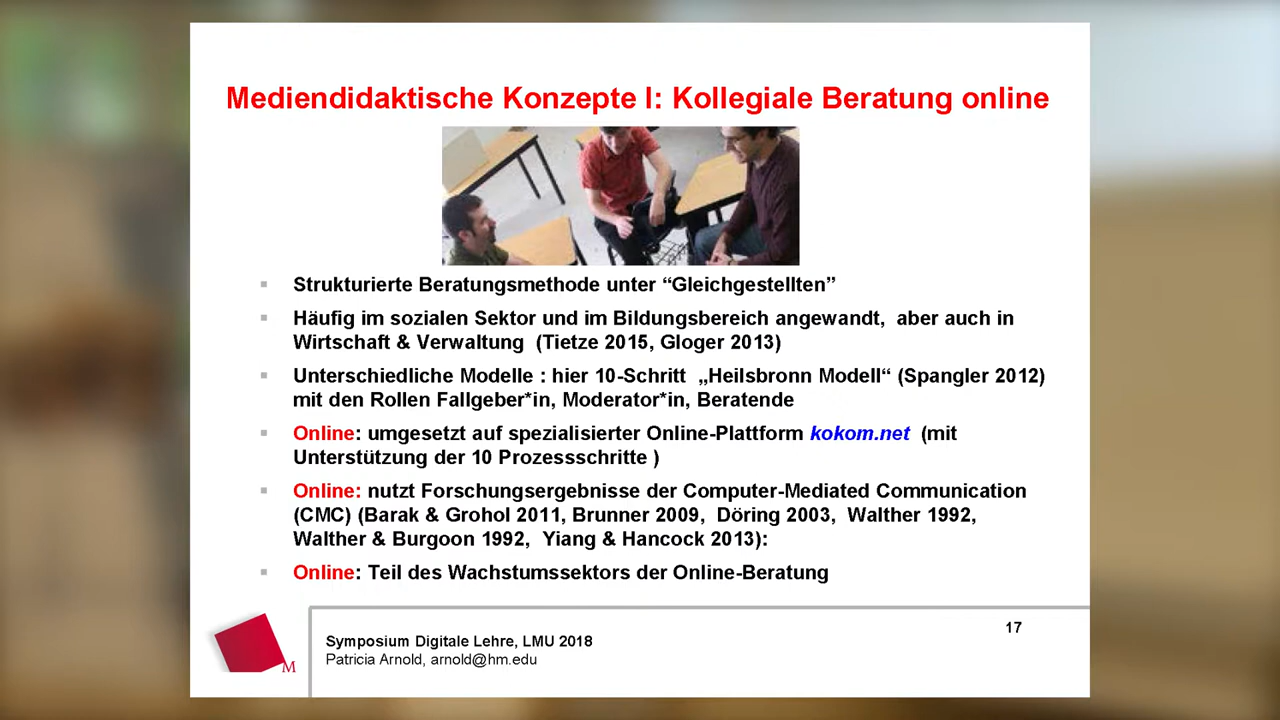 Mediendidaktische Konzepte I: Kollegiale Beratung online
Strukturierte Beratungsmethode unter “Gleichgestellten”
Häufig im sozialen Sektor und im Bildungsbereich angewandt,  aber auch in
Wirtschaft & Verwaltung  (Tietze 2015, Gloger 2013)
Unterschiedliche Modelle : hier 10-Schritt  „Heilsbronn Modell“ (Spangler 2012)
mit den Rollen Fallgeber*in, Moderator*in, Beratende
Online: umgesetzt auf spezialisierter Online-Plattform kokom.net  (mit
Unterstützung der 10 Prozessschritte )
Online: nutzt Forschungsergebnisse der Computer-Mediated Communication
(CMC) (Barak & Grohol 2011, Brunner 2009,  Döring 2003,  Walther 1992,
Walther & Burgoon 1992,  Yiang & Hancock 2013):
Online: Teil des Wachstumssektors der Online-Beratung
17
Symposium Digitale Lehre, LMU 2018
Patricia Arnold, arnold@hm.edu
M